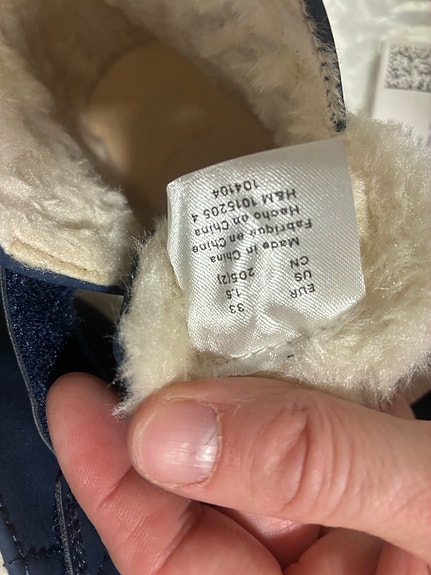 EUR 33
US 1.5
CN 205(2)
Made in China
Fabriqué en Chine
Hecho en China
H&M 1015205 4
104104